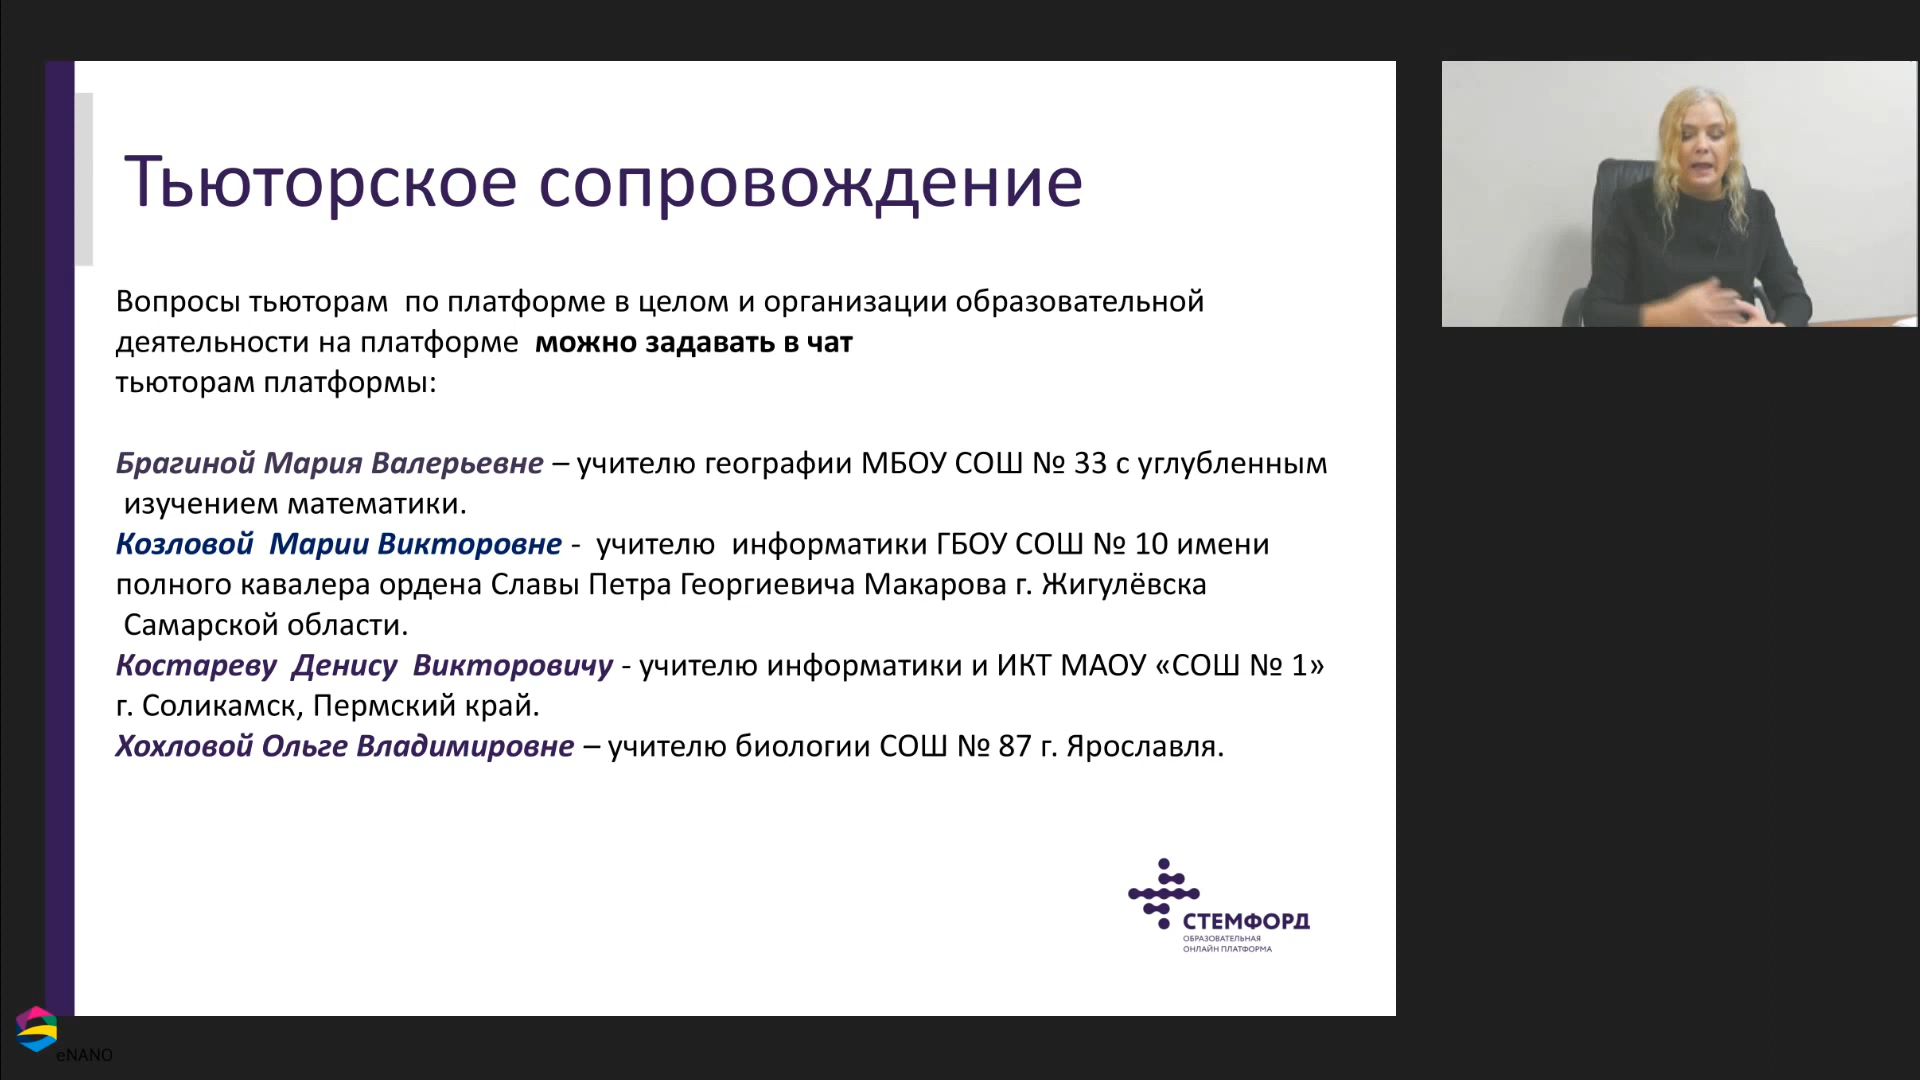 Тьюторское сопровождение
Вопросы тьюторам  по платформе в целом и организации образовательной
деятельности на платформе  можно задавать в чат
тьюторам платформы:
Брагиной Мария Валерьевне – учителю географии МБОУ СОШ № 33 с углубленным
изучением математики.
Козловой  Марии Викторовне -  учителю  информатики ГБОУ СОШ № 10 имени
полного кавалера ордена Славы Петра Георгиевича Макарова г. Жигулёвска
Самарской области.
Костареву  Денису  Викторовичу - учителю информатики и ИКТ МАОУ «СОШ № 1»
г. Соликамск, Пермский край.
Хохловой Ольге Владимировне – учителю биологии СОШ № 87 г. Ярославля.
СТЕМФОРД
ОБРАЗОВАТЕЛЬНАЯ
ОНЛАЙН ПЛАТФОРМА
eNANO